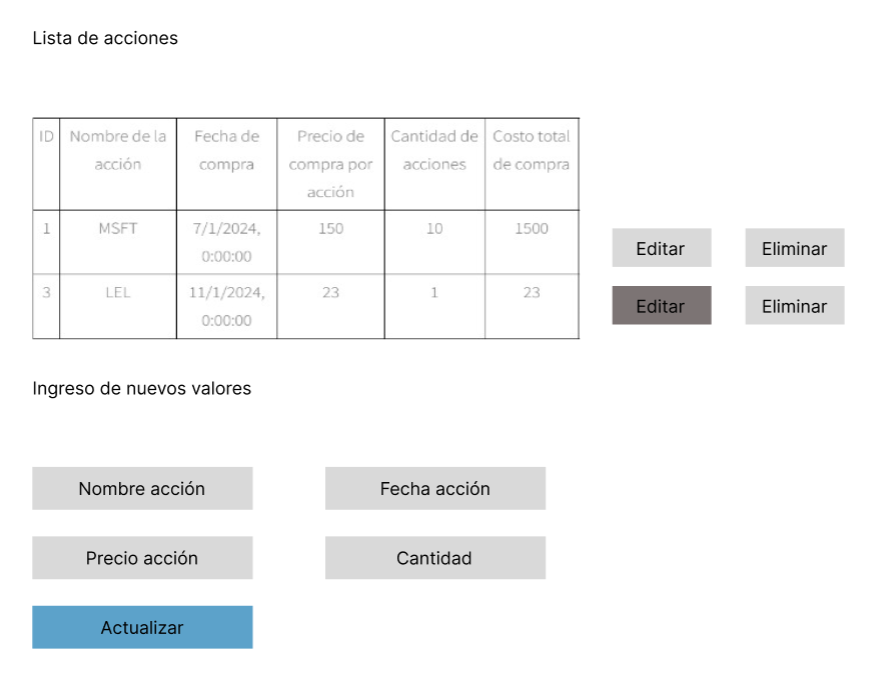 Lista de acciones
ID Nombre de la acción Fecha de compra Precio de compra por acción Cantidad de acciones Costo total de compra
1 MSFT 7/1/2024, 0:00:00 150 10 1500 Editar Eliminar
3 LEL 11/1/2024, 0:00:00 23 1 23 Editar Eliminar
Ingreso de nuevos valores
Nombre acción Fecha acción
Precio acción Cantidad
Actualizar